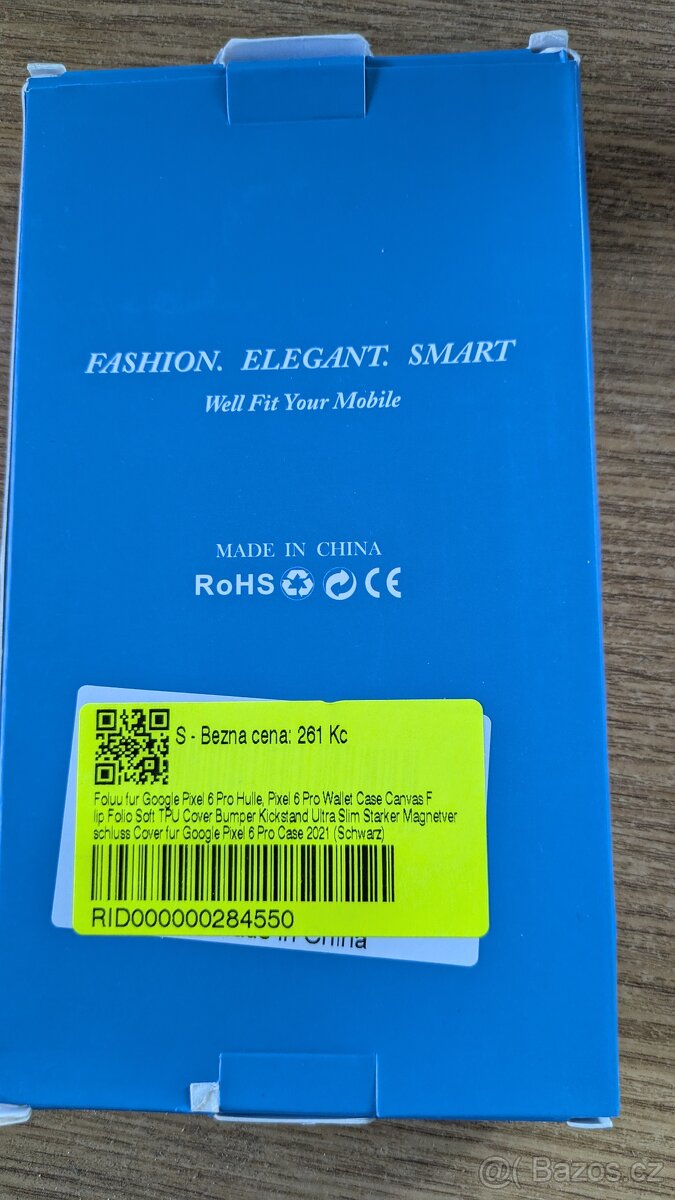 FASHION. ELEGANT. SMART
Well Fit Your Mobile
MADE IN CHINA
RoHS CE
S - Bezna cena: 261 Kc
Foluu fur Google Pixel 6 Pro Hulle, Pixel 6 Pro Wallet Case Canvas F
lip Folio Soft TPU Cover Bumper Kickstand Ultra Slim Starker Magnetver
schluss Cover fur Google Pixel 6 Pro Case 2021 (Schwarz)
RID000000284550
in China
@( Bazos.cz